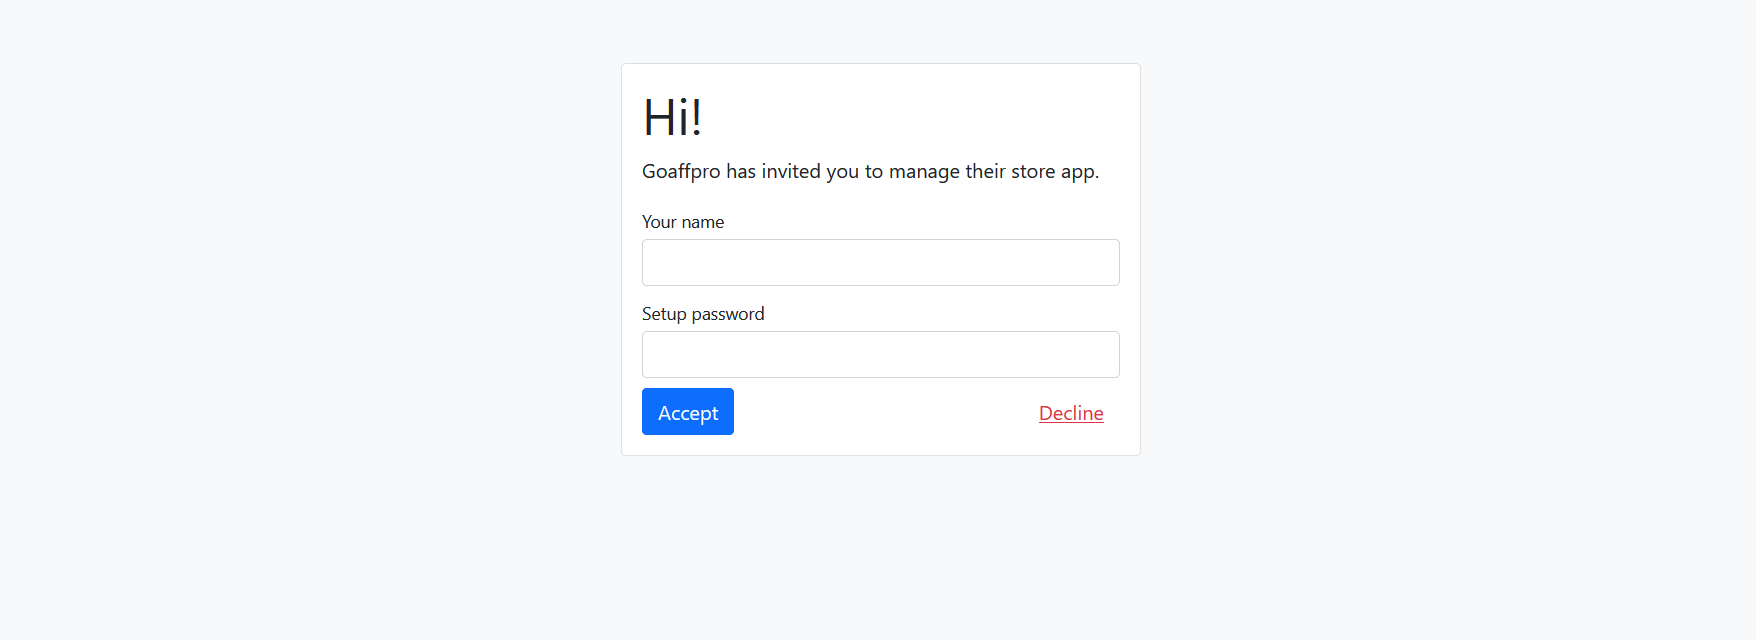 Hi!
Goaffpro has invited you to manage their store app.
Your name
Setup password
Accept
Decline